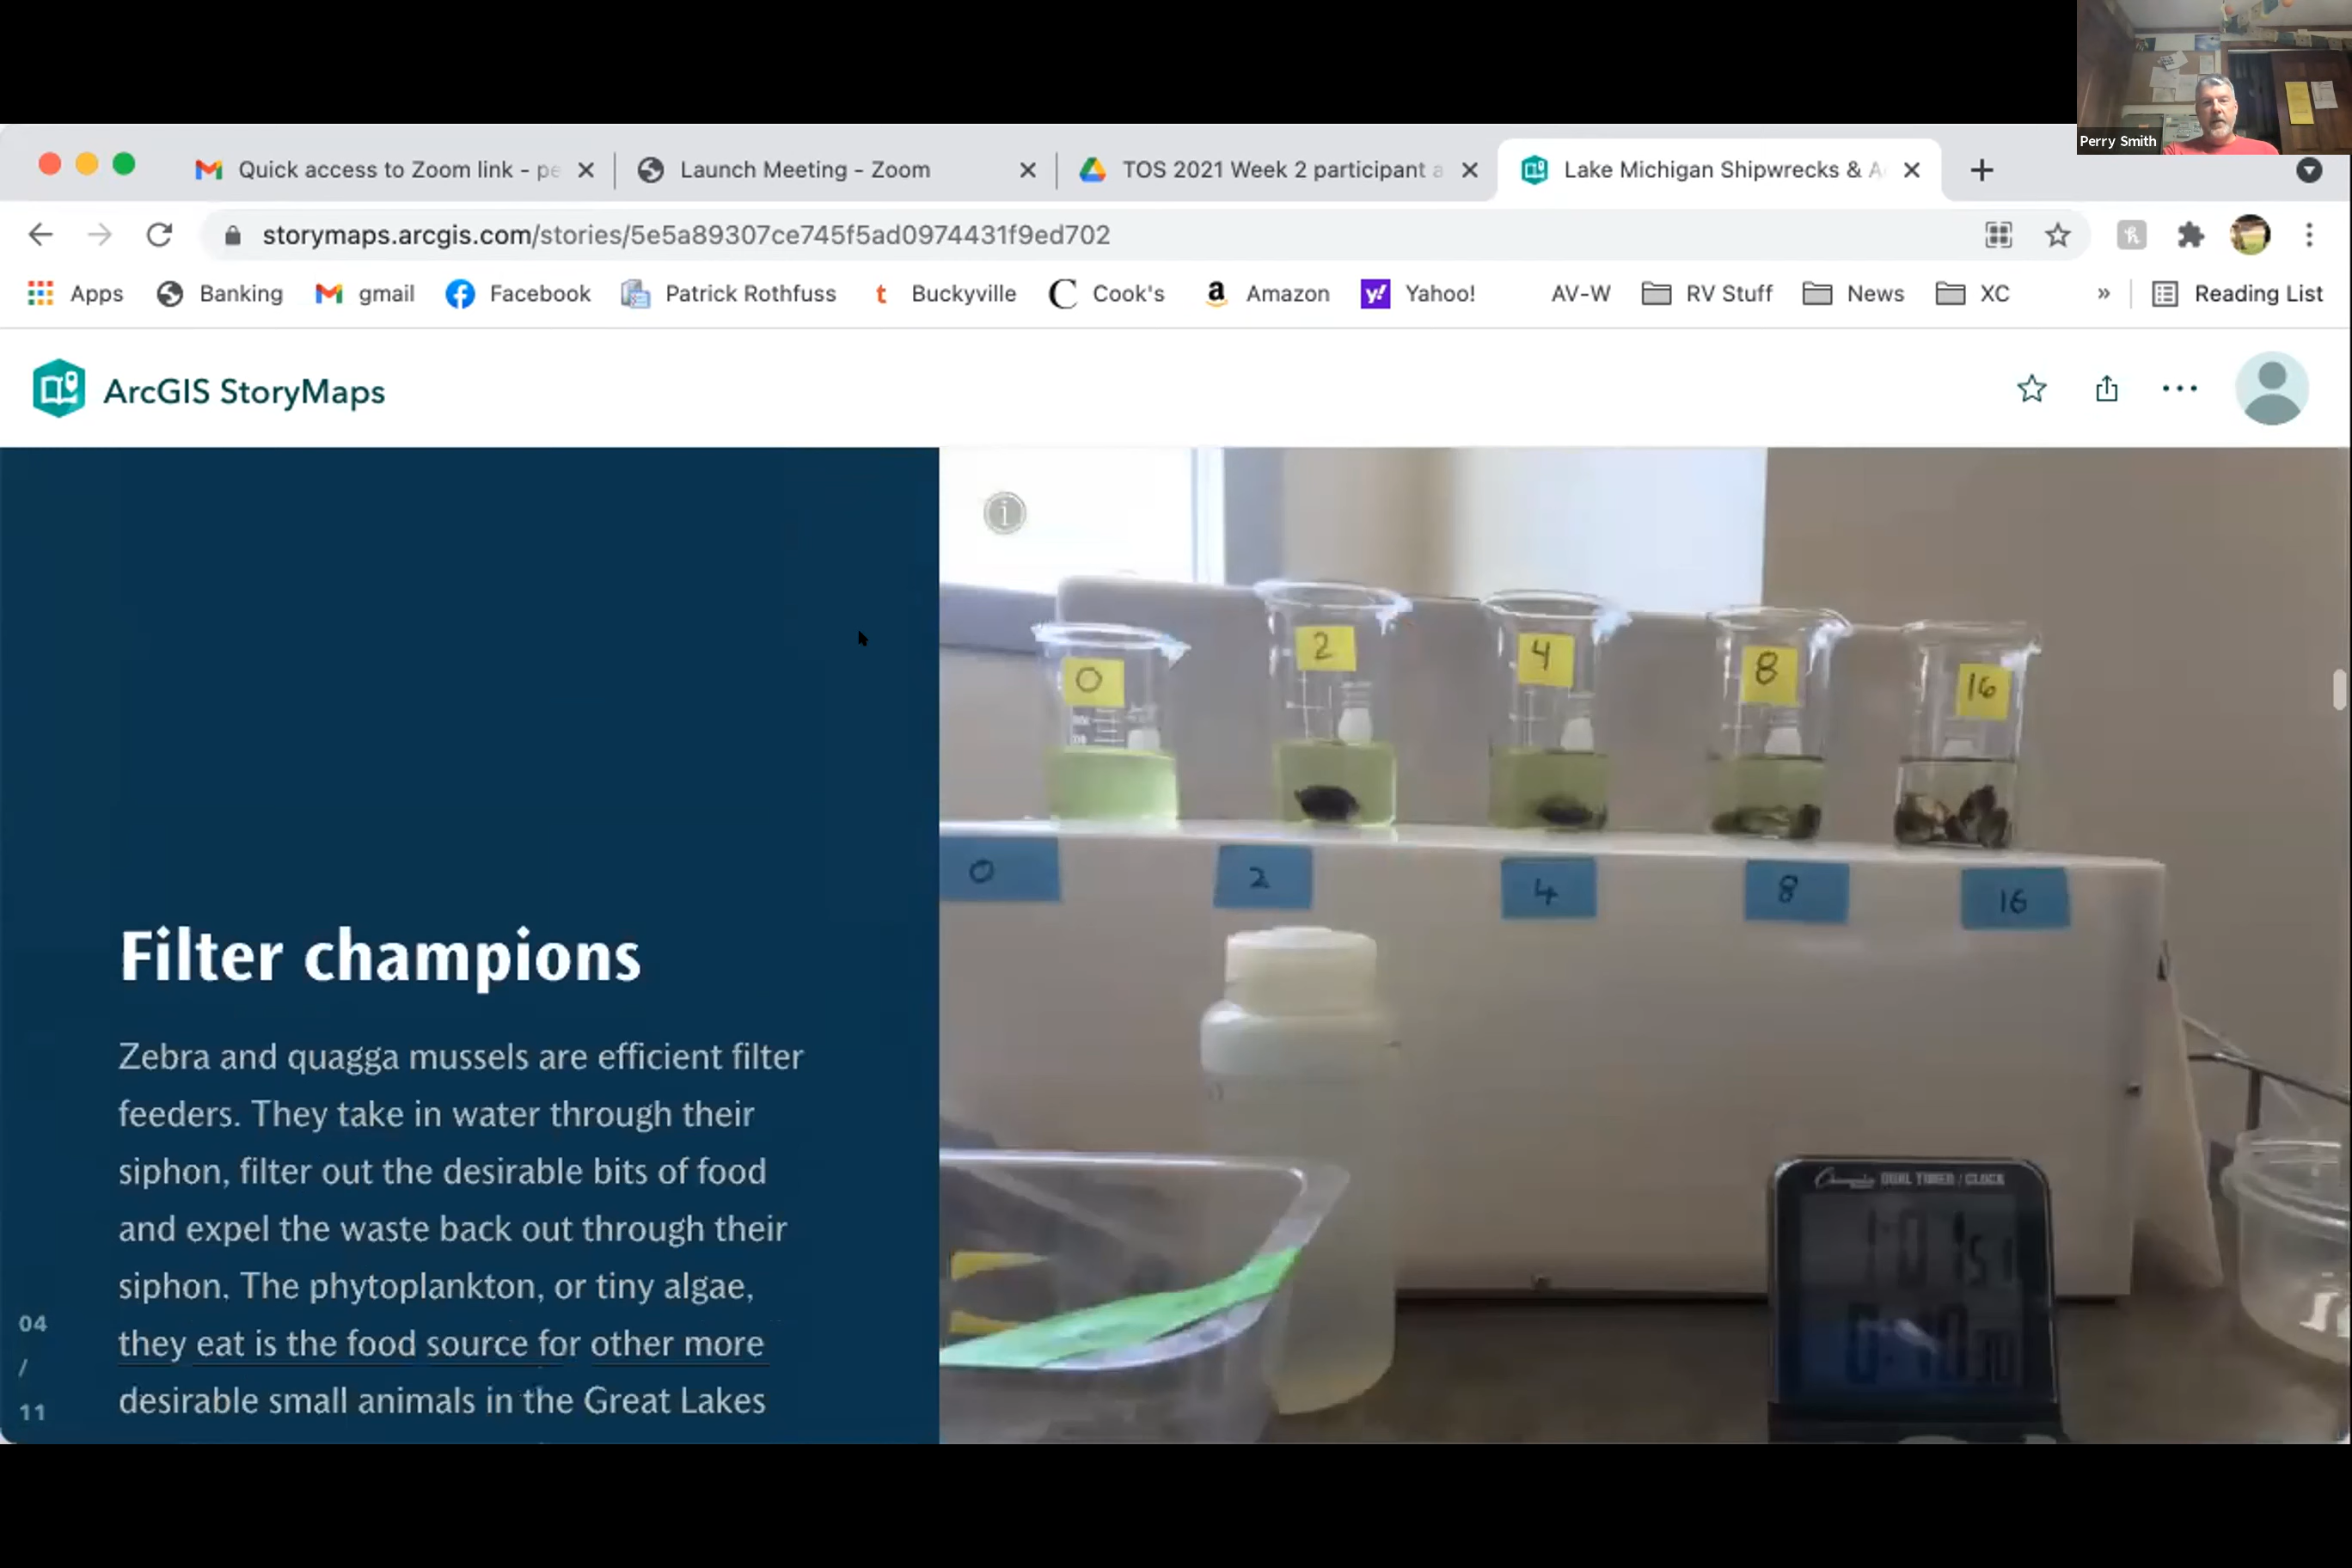 Perry Smith
Quick access to Zoom link - pe
Launch Meeting - Zoom
TOS 2021 Week 2 participant a
Lake Michigan Shipwrecks & A
storymaps.arcgis.com/stories/5e5a89307ce745f5ad0974431f9ed702
Apps Banking gmail Facebook Patrick Rothfuss Buckyville Cook's Amazon Yahoo! AV-W RV Stuff News XC » Reading List
ArcGIS StoryMaps
0 2 4 8 16
0 2 4 8 16
Filter champions
Zebra and quagga mussels are efficient filter
feeders. They take in water through their
siphon, filter out the desirable bits of food
and expel the waste back out through their
siphon. The phytoplankton, or tiny algae,
they eat is the food source for other more
desirable small animals in the Great Lakes
04
/
11
DUAL TIMER / CLOCK